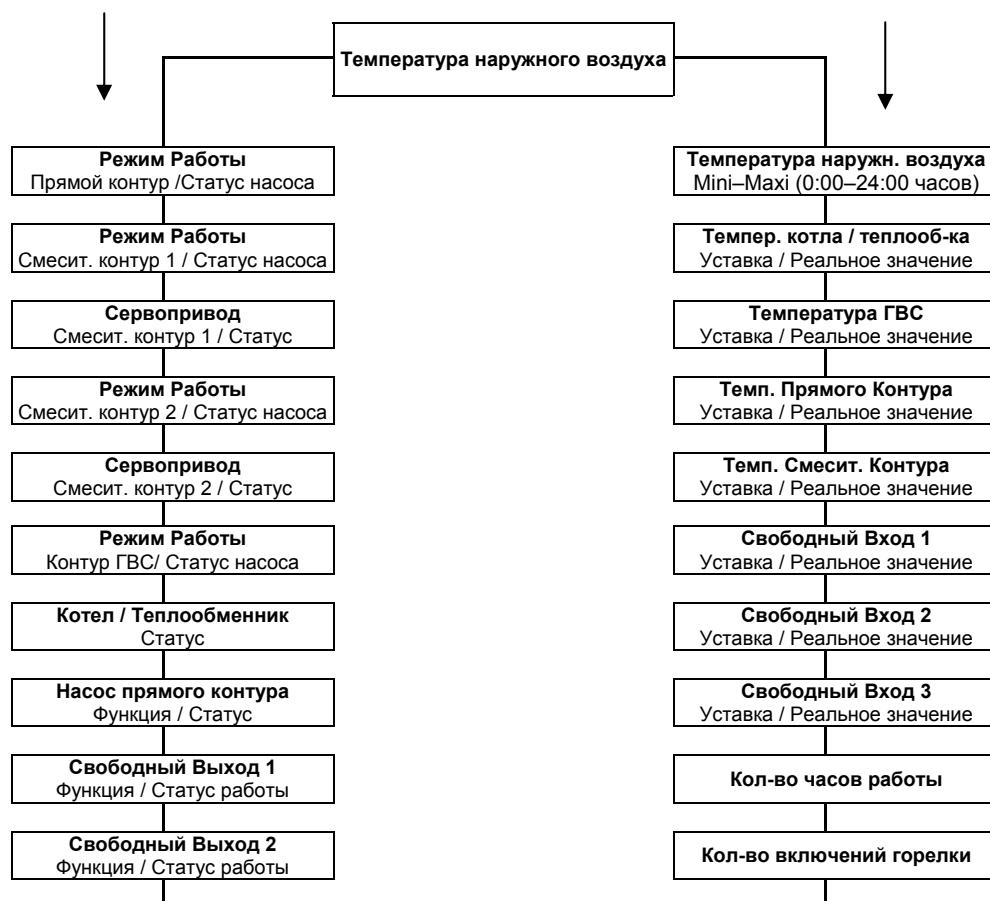 Температура наружного воздуха
Режим Работы
Прямой контур /Статус насоса
Режим Работы
Смесит. контур 1 / Статус насоса
Сервопривод
Смесит. контур 1 / Статус
Режим Работы
Смесит. контур 2 / Статус насоса
Сервопривод
Смесит. контур 2 / Статус
Режим Работы
Контур ГВС/ Статус насоса
Котел / Теплообменник
Статус
Насос прямого контура
Функция / Статус
Свободный Выход 1
Функция / Статус работы
Свободный Выход 2
Функция / Статус работы
Температура наружн. воздуха
Mini–Maxi (0:00–24:00 часов)
Темпер. котла / теплооб-ка
Уставка / Реальное значение
Температура ГВС
Уставка / Реальное значение
Темп. Прямого Контура
Уставка / Реальное значение
Темп. Смесит. Контура
Уставка / Реальное значение
Свободный Вход 1
Уставка / Реальное значение
Свободный Вход 2
Уставка / Реальное значение
Свободный Вход 3
Уставка / Реальное значение
Кол-во часов работы
Кол-во включений горелки